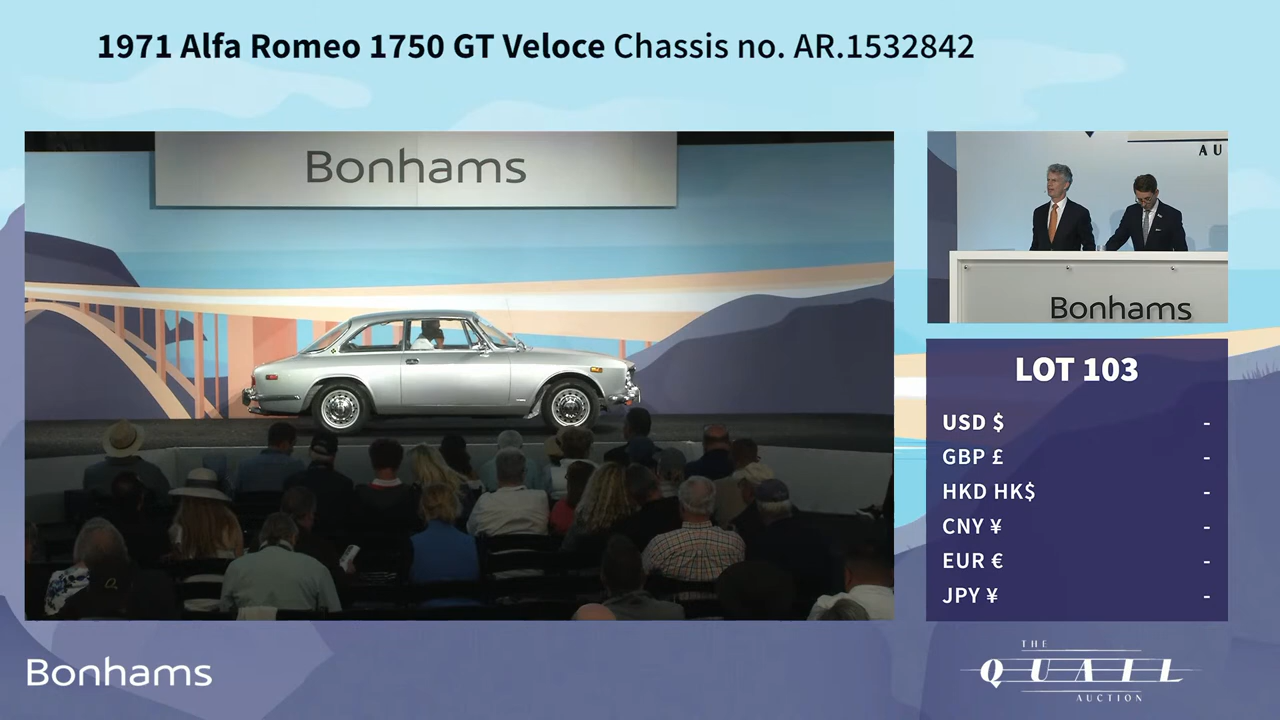 1971 Alfa Romeo 1750 GT Veloce Chassis no. AR.1532842
Bonhams
AU
Bonhams
LOT 103
USD $ -
GBP £ -
HKD HK$ -
CNY ¥ -
EUR € -
JPY ¥ -
Bonhams
THE
QUAIL
AUCTION